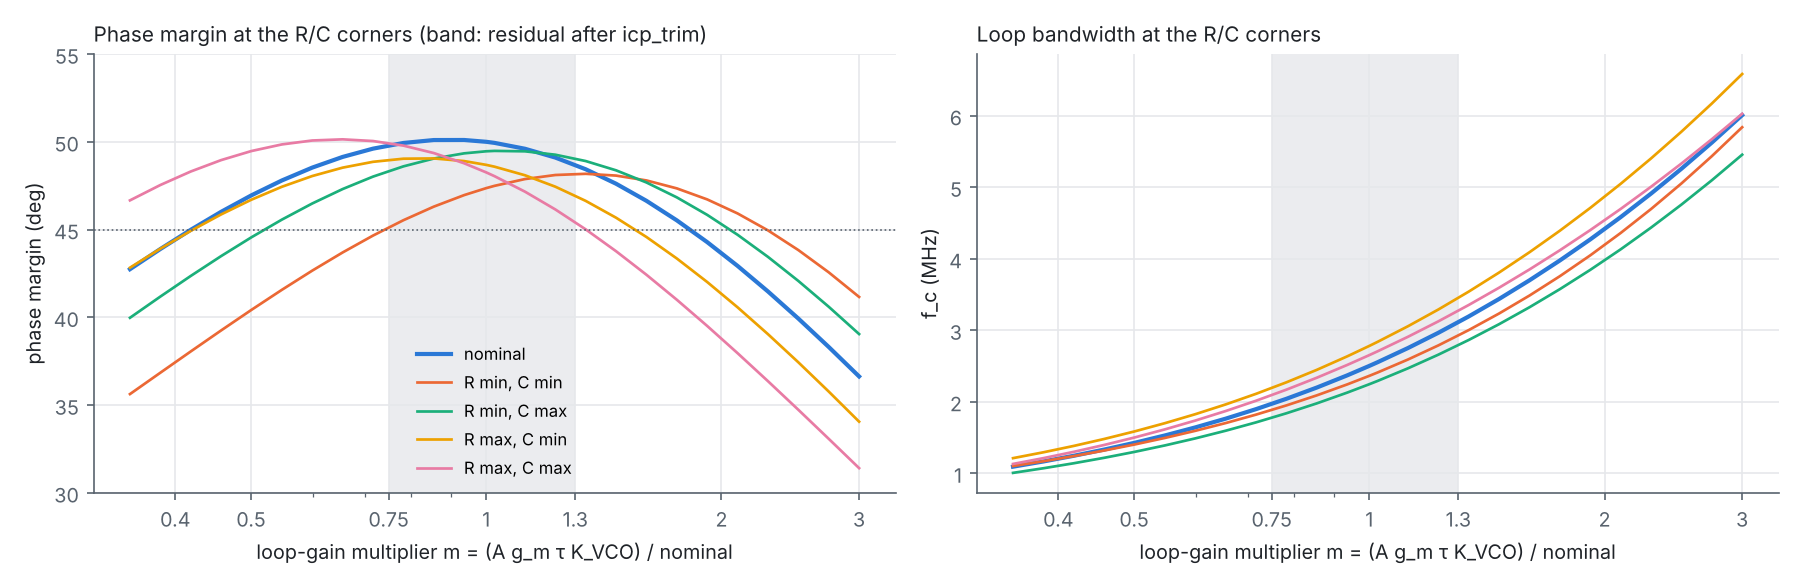 Phase margin at the R/C corners (band: residual after icp_trim)
phase margin (deg)
55
50
45
40
35
30
nominal
R min, C min
R min, C max
R max, C min
R max, C max
0.4 0.5 0.75 1 1.3 2 3
loop-gain multiplier m = (A g_m τ K_VCO) / nominal
Loop bandwidth at the R/C corners
f_c (MHz)
6
5
4
3
2
1
0.4 0.5 0.75 1 1.3 2 3
loop-gain multiplier m = (A g_m τ K_VCO) / nominal